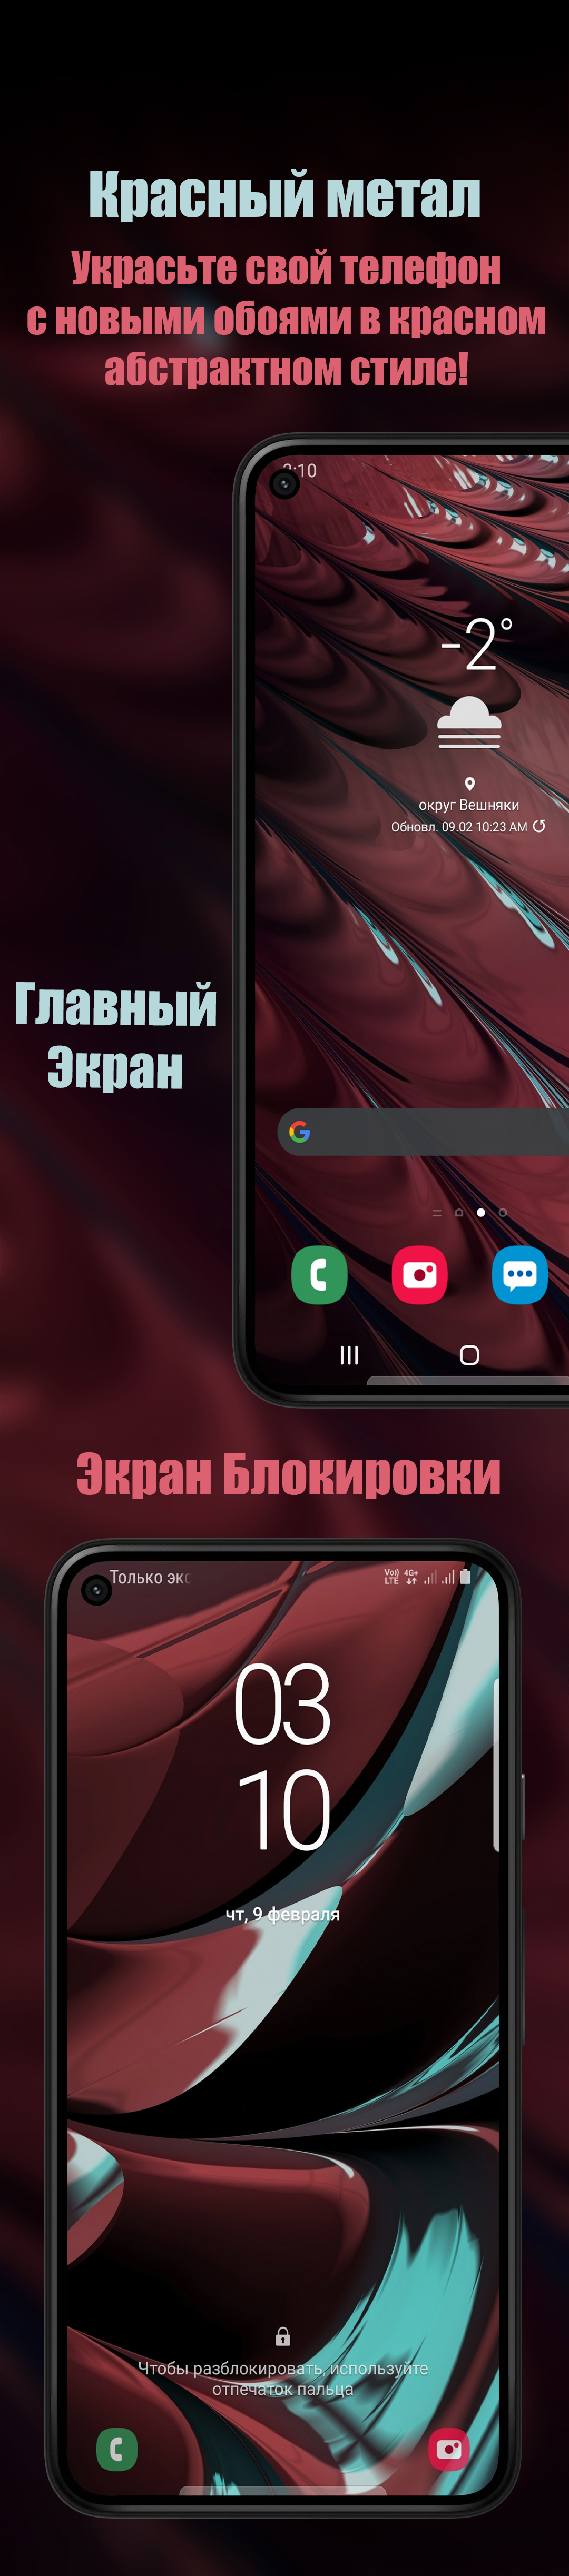 Красный метал
Украсьте свой телефон
с новыми обоями в красном
абстрактном стиле!
:10
-2°
округ Вешняки
Обновл. 09.02 10:23 AM
Главный
Экран
G
Экран Блокировки
Только экс
Vo)) 4G+
LTE
03
10
чт, 9 февраля
Чтобы разблокировать, используйте
отпечаток пальца